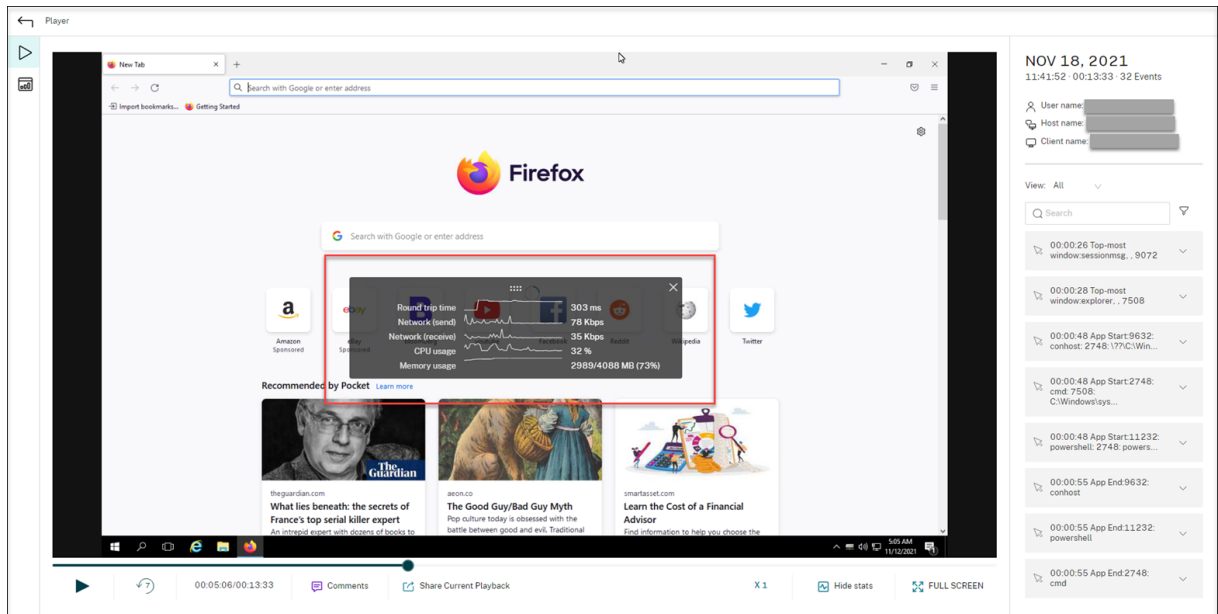 Player
New Tab
Search with Google or enter address
Import bookmarks... Getting Started
Firefox
Search with Google or enter address
Round trip time 303 ms
Network (send) 78 Kbps
Network (receive) 35 Kbps
CPU usage 32 %
Memory usage 2989/4088 MB (73%)
Amazon
Sponsored
ebay
eBay
Sponsored
Facebook
Reddit
Wikipedia
Twitter
Recommended by Pocket Learn more
The Guardian
theguardian.com
What lies beneath: the secrets of
France's top serial killer expert
An intrepid expert with dozens of books to
aeon.co
The Good Guy/Bad Guy Myth
Pop culture today is obsessed with the
battle between good and evil. Traditional
smartasset.com
Learn the Cost of a Financial
Advisor
Find information to help you choose the
5:05 AM
11/12/2021
7
00:05:06/00:13:33
Comments
Share Current Playback
X 1
Hide stats
FULL SCREEN
NOV 18, 2021
11:41:52 · 00:13:33 · 32 Events
User name:
Host name:
Client name:
View: All
Search
00:00:26 Top-most
window:sessionmsg, , 9072
00:00:28 Top-most
window:explorer, , 7508
00:00:48 App Start:9632:
conhost: 2748: \??\C:\Win...
00:00:48 App Start:2748:
cmd: 7508:
C:\Windows\sys...
00:00:48 App Start:11232:
powershell: 2748: powers...
00:00:55 App End:9632:
conhost
00:00:55 App End:11232:
powershell
00:00:55 App End:2748:
cmd